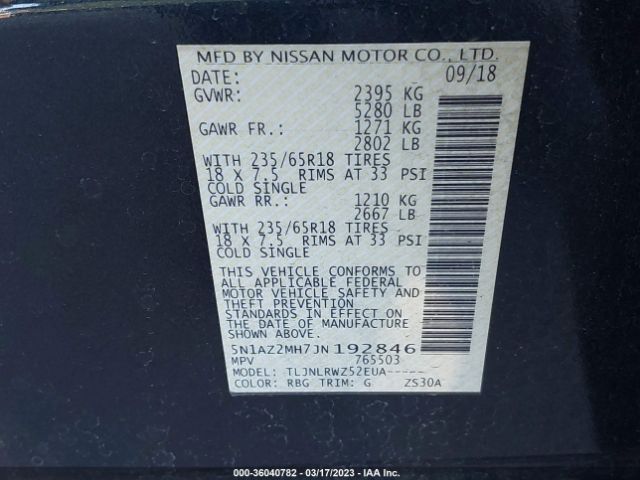 MFD BY NISSAN MOTOR CO., LTD.
DATE: 09/18
GVWR: 2395 KG
5280 LB
GAWR FR.: 1271 KG
2802 LB
WITH 235/65R18 TIRES
18 X 7.5 RIMS AT 33 PSI
COLD SINGLE
GAWR RR.: 1210 KG
2667 LB
WITH 235/65R18 TIRES
18 X 7.5 RIMS AT 33 PSI
COLD SINGLE
THIS VEHICLE CONFORMS TO
ALL APPLICABLE FEDERAL
MOTOR VEHICLE SAFETY AND
THEFT PREVENTION
STANDARDS IN EFFECT ON
THE DATE OF MANUFACTURE
SHOWN ABOVE.
5N1AZ2MH7JN192846
MPV 765503
MODEL: TLJNLRWZ52EUA-----
COLOR: RBG TRIM: G ZS30A
000-36040782 - 03/17/2023 - IAA Inc.